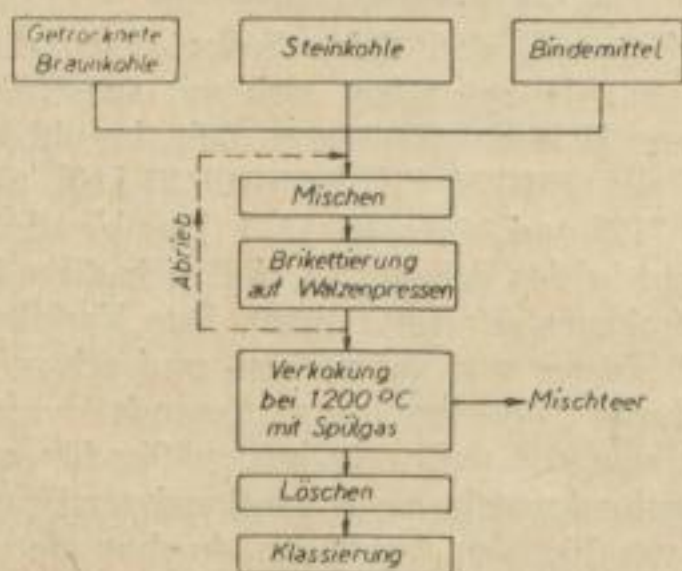 Getrocknete
Braunkohle
Steinkohle
Bindemittel
Mischen
Abrieb
Brikettierung
auf Walzenpressen
Verkokung
bei 1200 °C
mit Spülgas
Mischteer
Löschen
Klassierung